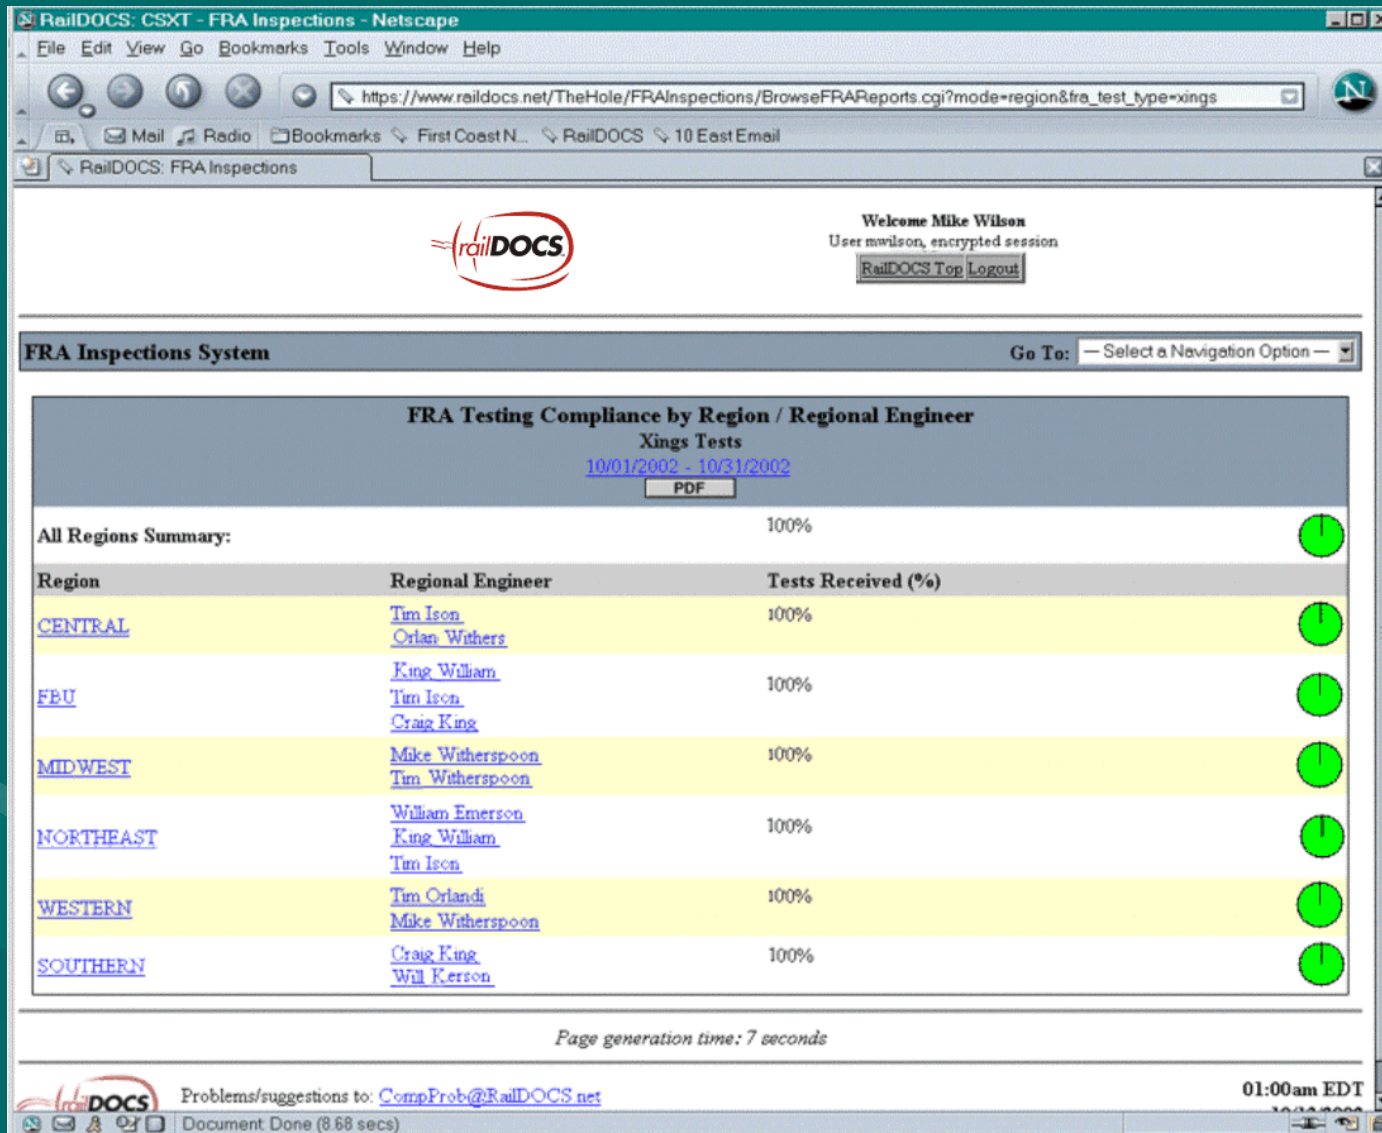 RailDOCS: CSXT - FRA Inspections - Netscape
File Edit View Go Bookmarks Tools Window Help
https://www.raildocs.net/TheHole/FRAInspections/BrowseFRAReports.cgi?mode=region&fra_test_type=xings
N
Mail Radio Bookmarks First Coast N... RailDOCS 10 East Email
RailDOCS: FRA Inspections
railDOCS
Welcome Mike Wilson
User mwilson, encrypted session
RailDOCS Top Logout
FRA Inspections System Go To: — Select a Navigation Option —
FRA Testing Compliance by Region / Regional Engineer
Xings Tests
10/01/2002 - 10/31/2002
PDF
All Regions Summary: 100%
Region Regional Engineer Tests Received (%)
CENTRAL Tim Ison 100%
Orlan Withers
FBU King William 100%
Tim Ison
Craig King
MIDWEST Mike Witherspoon 100%
Tim Witherspoon
NORTHEAST William Emerson 100%
King William
Tim Ison
WESTERN Tim Orlandi 100%
Mike Witherspoon
SOUTHERN Craig King 100%
Will Kerson
Page generation time: 7 seconds
railDOCS Problems/suggestions to: CompProb@RailDOCS.net 01:00am EDT
Document: Done (8.68 secs)